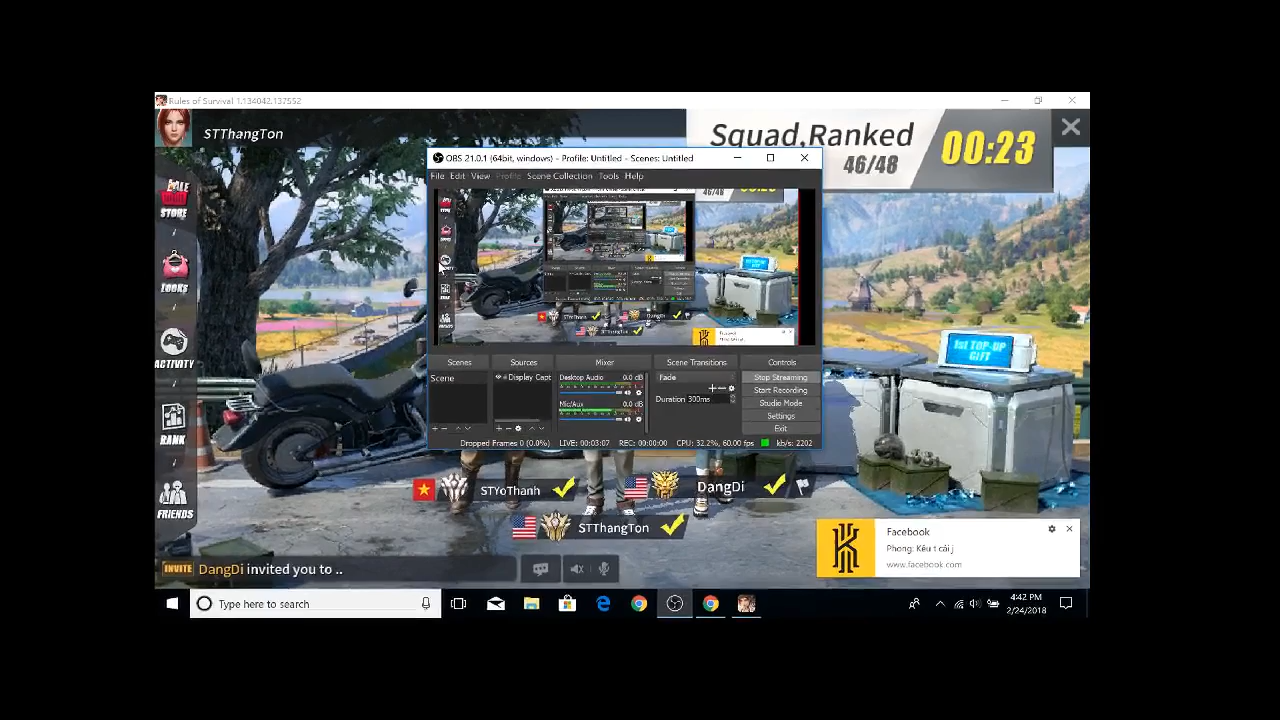 Rules of Survival 1.134042.137552
STThangTon
Squad,Ranked
46/48
00:23
OBS 21.0.1 (64bit, windows) - Profile: Untitled - Scenes: Untitled
File Edit View Profile Scene Collection Tools Help
STORE
LOOKS
ACTIVITY
RANK
FRIENDS
1st TOP-UP
GIFT
Scenes
Sources
Mixer
Scene Transitions
Controls
Scene
Display Capt
Desktop Audio 0.0 dB
Mic/Aux 0.0 dB
Fade
Duration 300ms
Stop Streaming
Start Recording
Studio Mode
Settings
Exit
Dropped Frames 0 (0.0%) LIVE: 00:03:07 REC: 00:00:00 CPU: 32.2%, 60.00 fps kb/s: 2202
STYoThanh
DangDi
STThangTon
Facebook
Phong: Kêu t cái j
www.facebook.com
INVITE DangDi invited you to ..
Type here to search
4:42 PM
2/24/2018